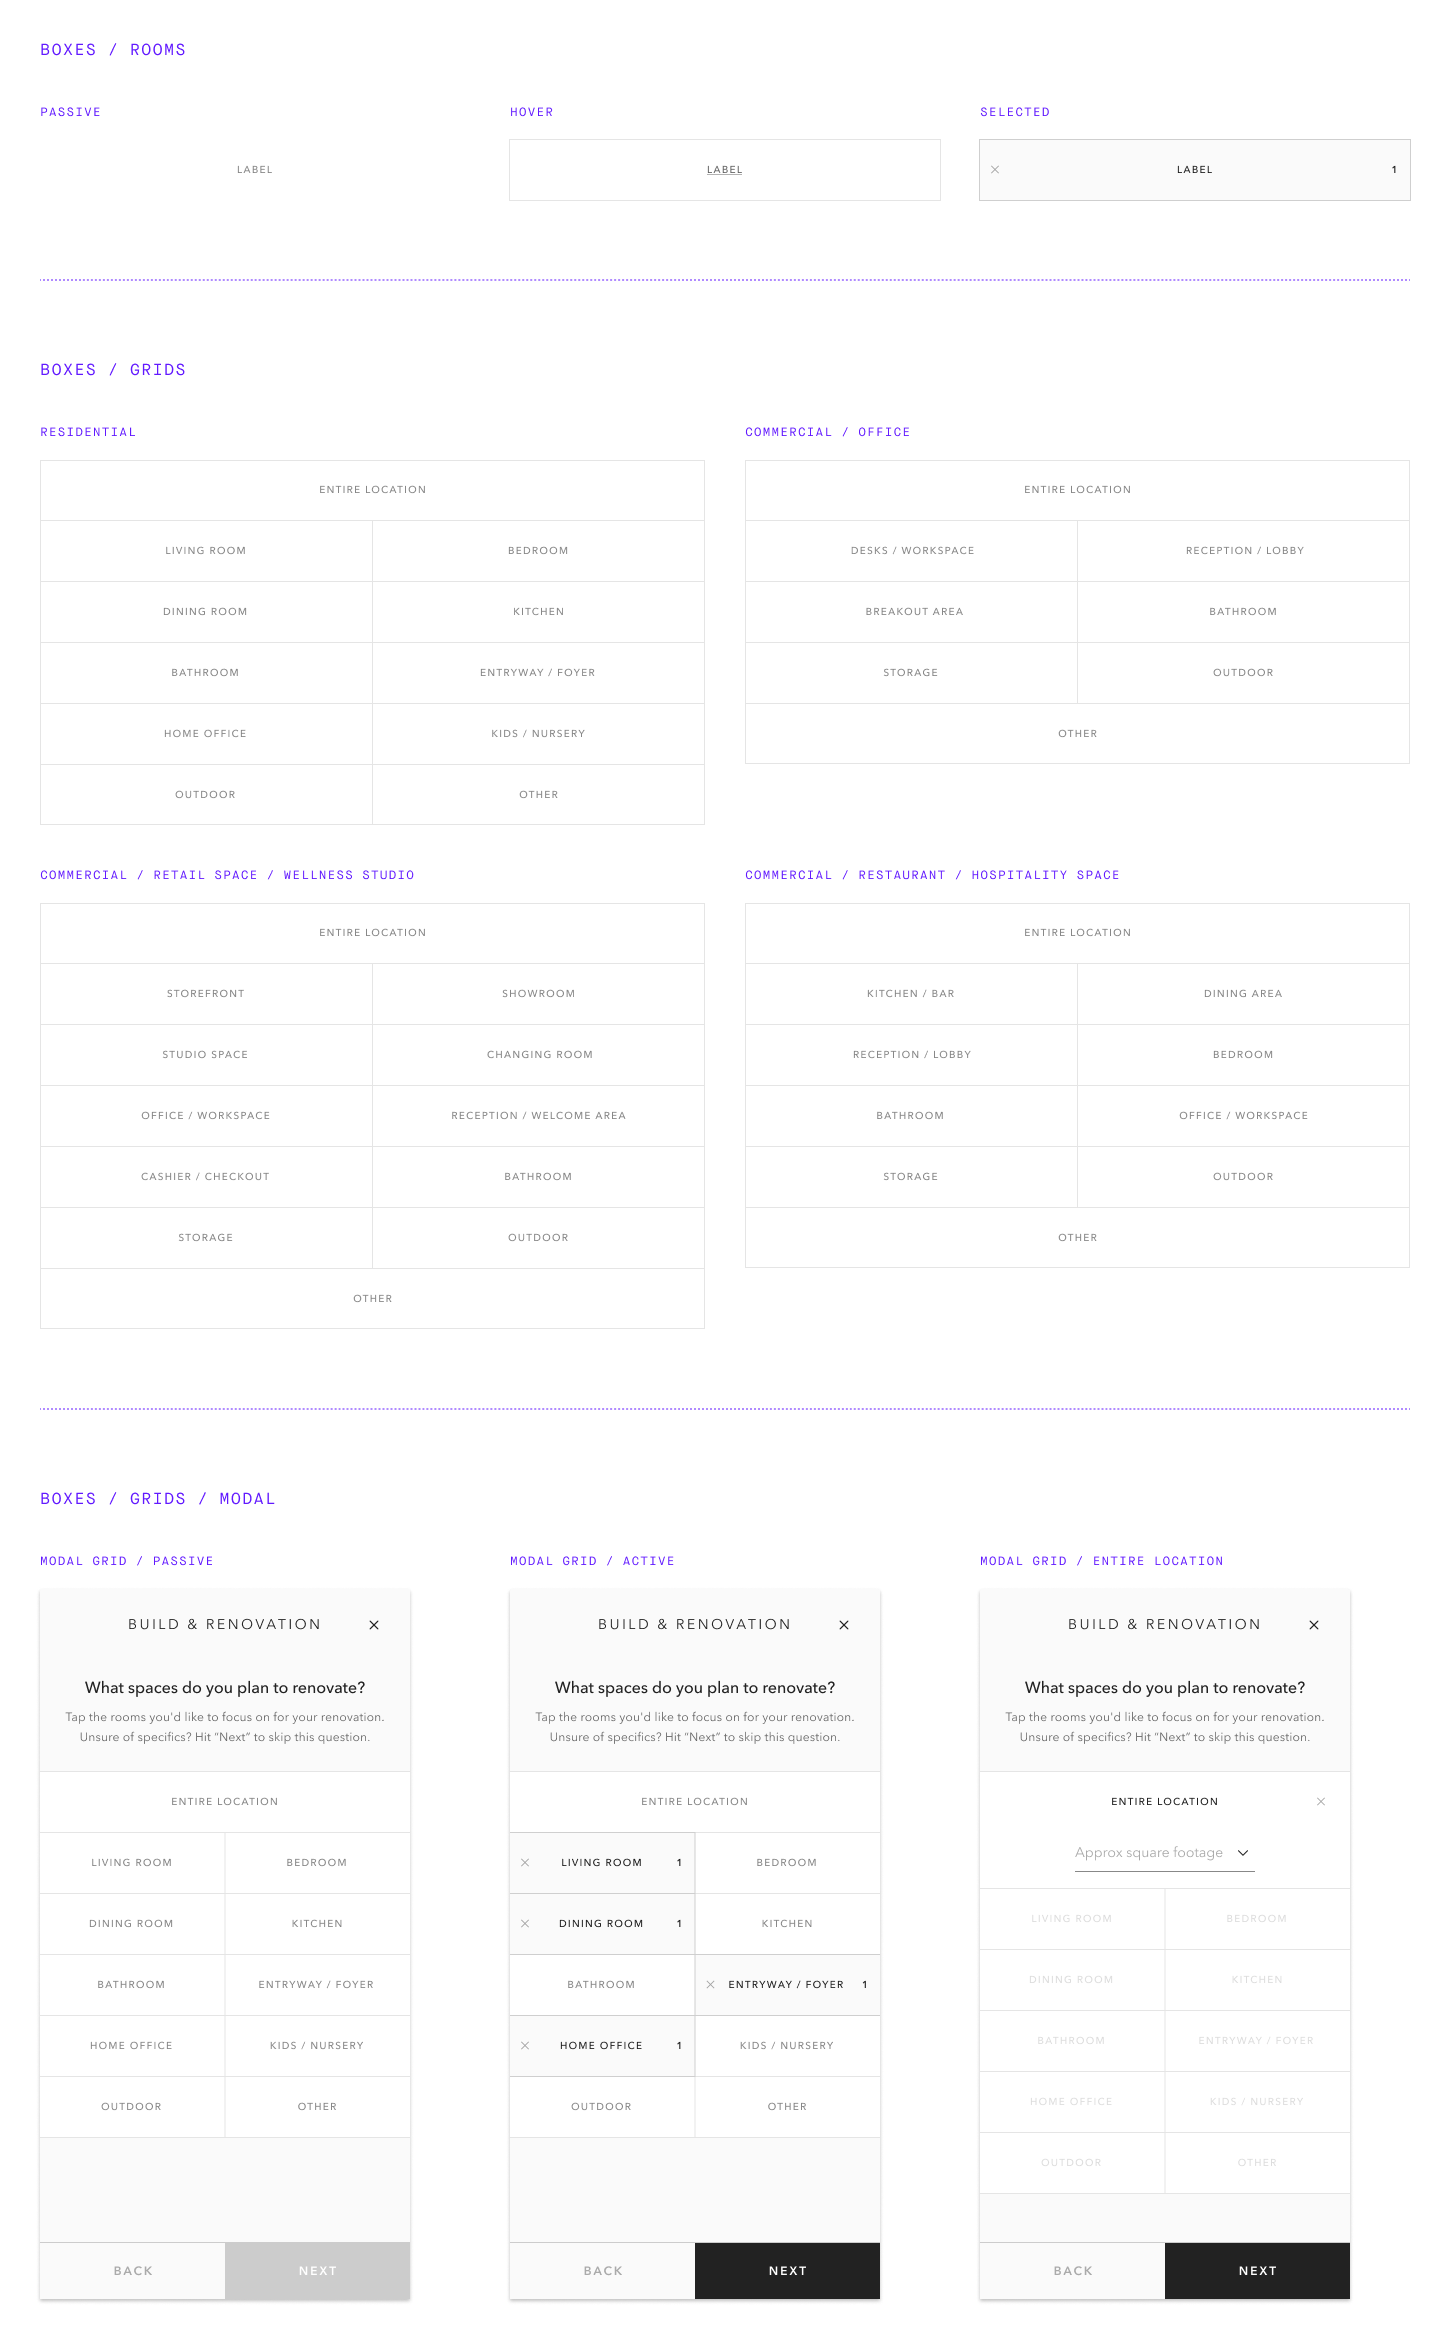 BOXES / ROOMS
PASSIVE
HOVER
SELECTED
LABEL
LABEL
× LABEL 1
BOXES / GRIDS
RESIDENTIAL
ENTIRE LOCATION
LIVING ROOM
BEDROOM
DINING ROOM
KITCHEN
BATHROOM
ENTRYWAY / FOYER
HOME OFFICE
KIDS / NURSERY
OUTDOOR
OTHER
COMMERCIAL / OFFICE
ENTIRE LOCATION
DESKS / WORKSPACE
RECEPTION / LOBBY
BREAKOUT AREA
BATHROOM
STORAGE
OUTDOOR
OTHER
COMMERCIAL / RETAIL SPACE / WELLNESS STUDIO
ENTIRE LOCATION
STOREFRONT
SHOWROOM
STUDIO SPACE
CHANGING ROOM
OFFICE / WORKSPACE
RECEPTION / WELCOME AREA
CASHIER / CHECKOUT
BATHROOM
STORAGE
OUTDOOR
OTHER
COMMERCIAL / RESTAURANT / HOSPITALITY SPACE
ENTIRE LOCATION
KITCHEN / BAR
DINING AREA
RECEPTION / LOBBY
BEDROOM
BATHROOM
OFFICE / WORKSPACE
STORAGE
OUTDOOR
OTHER
BOXES / GRIDS / MODAL
MODAL GRID / PASSIVE
BUILD & RENOVATION ×
What spaces do you plan to renovate?
Tap the rooms you'd like to focus on for your renovation.
Unsure of specifics? Hit “Next” to skip this question.
ENTIRE LOCATION
LIVING ROOM
BEDROOM
DINING ROOM
KITCHEN
BATHROOM
ENTRYWAY / FOYER
HOME OFFICE
KIDS / NURSERY
OUTDOOR
OTHER
BACK
NEXT
MODAL GRID / ACTIVE
BUILD & RENOVATION ×
What spaces do you plan to renovate?
Tap the rooms you'd like to focus on for your renovation.
Unsure of specifics? Hit “Next” to skip this question.
ENTIRE LOCATION
× LIVING ROOM 1
BEDROOM
× DINING ROOM 1
KITCHEN
BATHROOM
× ENTRYWAY / FOYER 1
× HOME OFFICE 1
KIDS / NURSERY
OUTDOOR
OTHER
BACK
NEXT
MODAL GRID / ENTIRE LOCATION
BUILD & RENOVATION ×
What spaces do you plan to renovate?
Tap the rooms you'd like to focus on for your renovation.
Unsure of specifics? Hit “Next” to skip this question.
ENTIRE LOCATION ×
Approx square footage
LIVING ROOM
BEDROOM
DINING ROOM
KITCHEN
BATHROOM
ENTRYWAY / FOYER
HOME OFFICE
KIDS / NURSERY
OUTDOOR
OTHER
BACK
NEXT